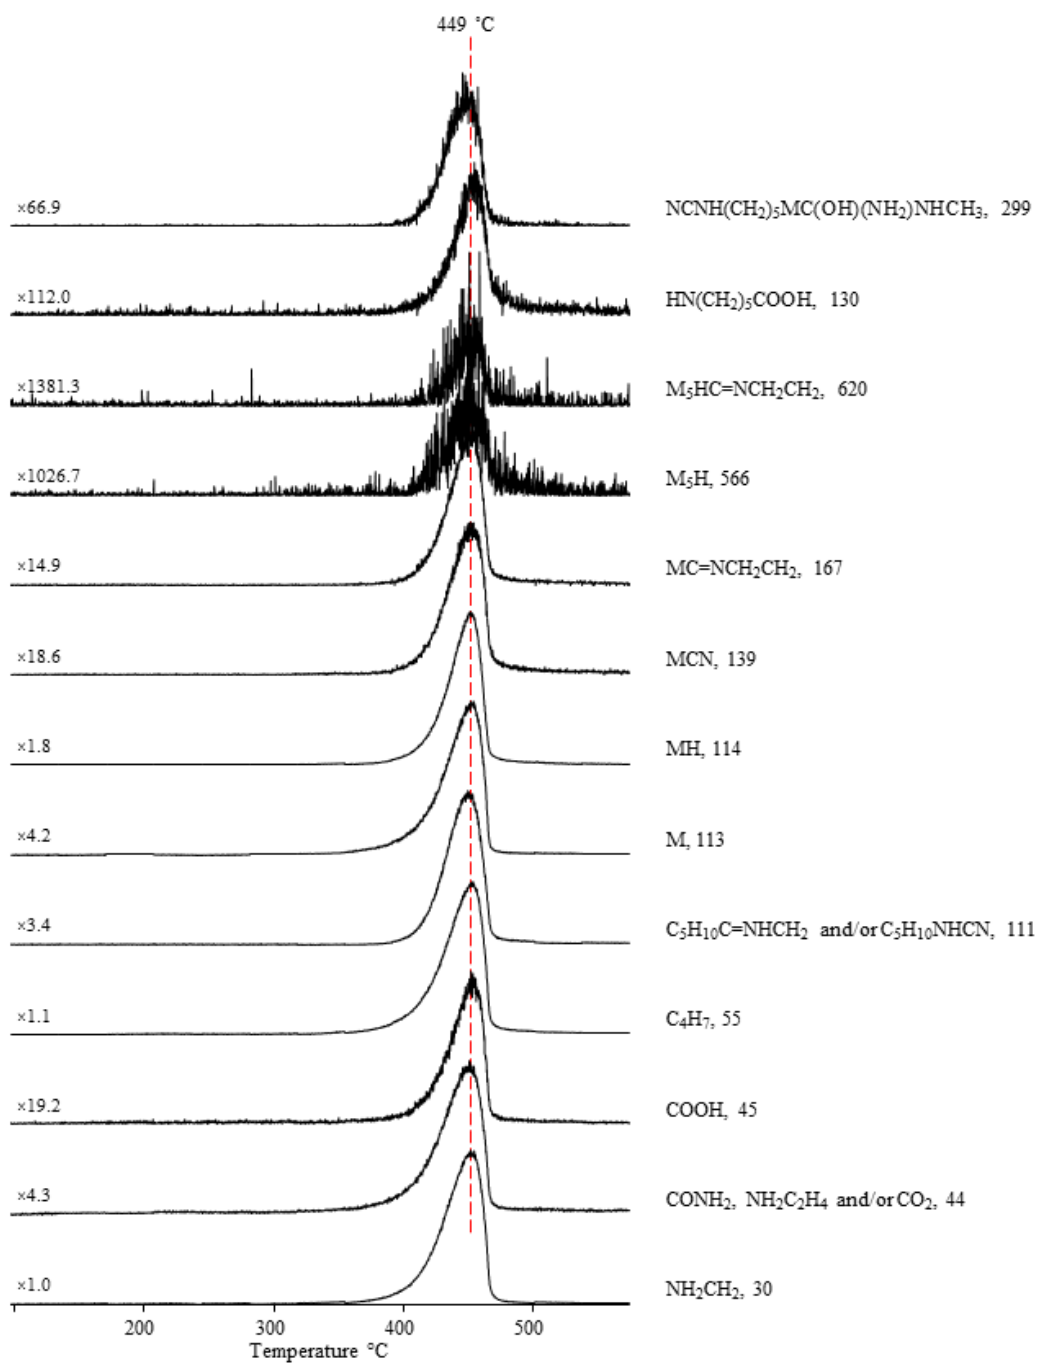 449 °C
×66.9 NCNH(CH₂)₅MC(OH)(NH₂)NHCH₃, 299
×112.0 HN(CH₂)₅COOH, 130
×1381.3 M₅HC=NCH₂CH₂, 620
×1026.7 M₅H, 566
×14.9 MC=NCH₂CH₂, 167
×18.6 MCN, 139
×1.8 MH, 114
×4.2 M, 113
×3.4 C₅H₁₀C=NHCH₂ and/or C₅H₁₀NHCN, 111
×1.1 C₄H₇, 55
×19.2 COOH, 45
×4.3 CONH₂, NH₂C₂H₄ and/or CO₂, 44
×1.0 NH₂CH₂, 30
200 300 400 500
Temperature °C